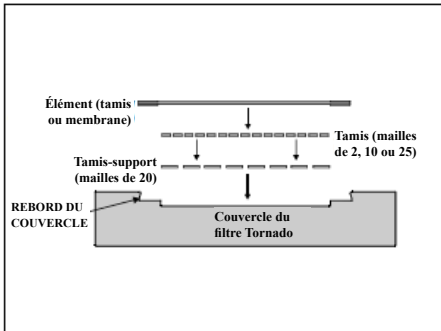 Élément (tamis
ou membrane)
Tamis (mailles
de 2, 10 ou 25)
Tamis-support
(mailles de 20)
REBORD DU
COUVERCLE
Couvercle du
filtre Tornado